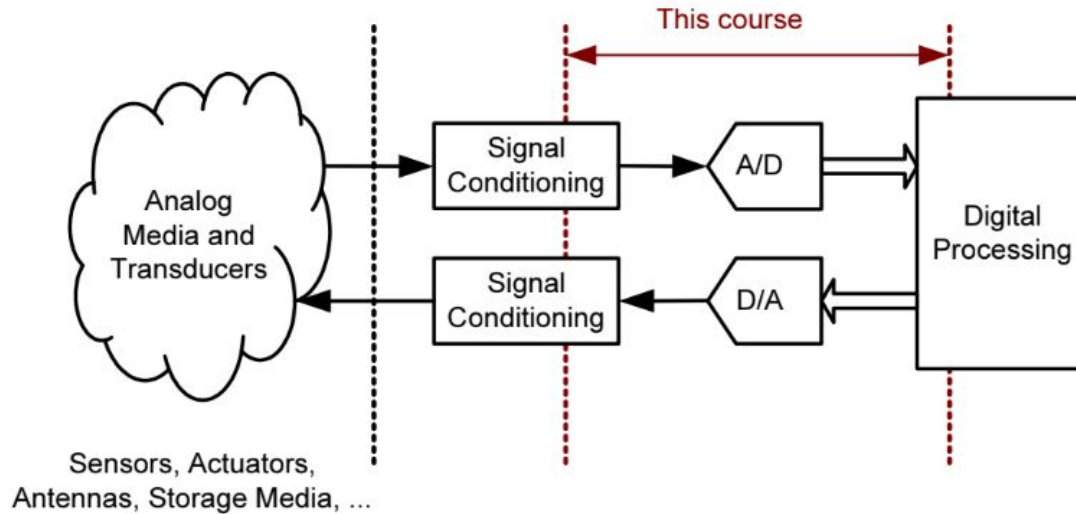 This course
Signal
Conditioning
A/D
Analog
Media and
Transducers
Digital
Processing
Signal
Conditioning
D/A
Sensors, Actuators,
Antennas, Storage Media, ...